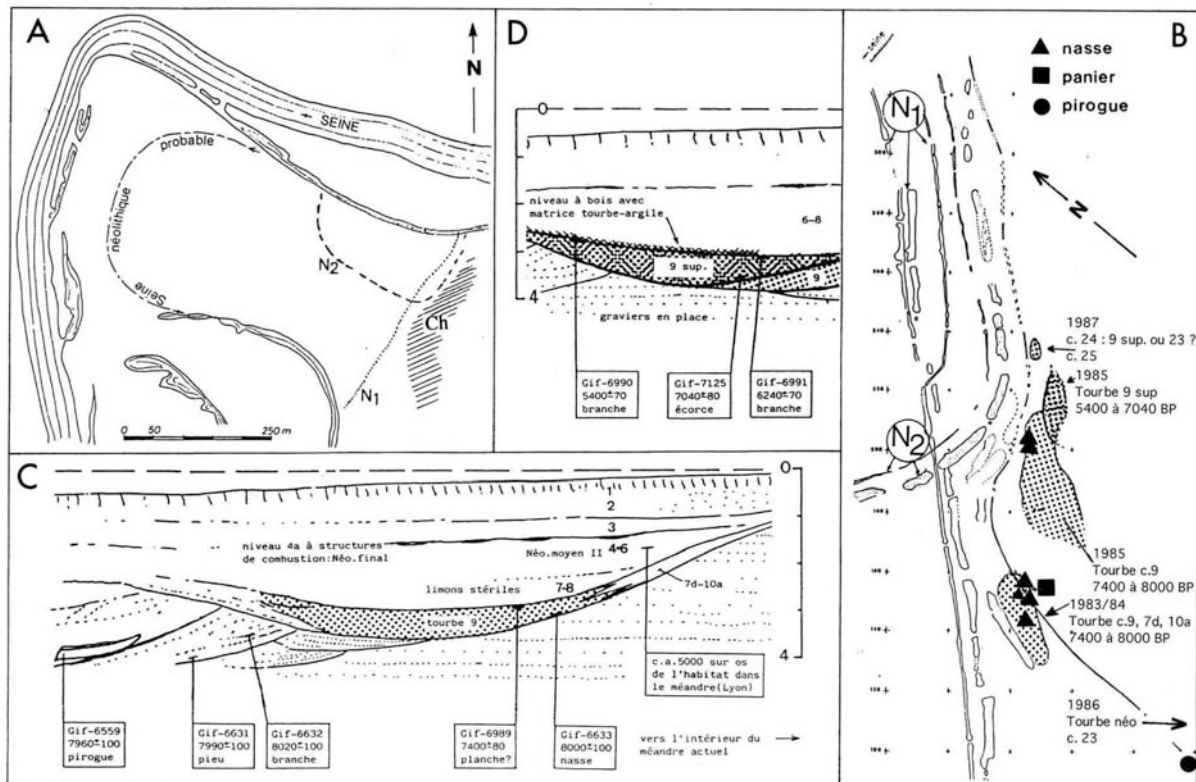 A
N
SEINE
probable
néolithique
Seine
N2
Ch
N1
0 50 250 m
D
0
niveau à bois avec
matrice tourbe-argile
6-8
9 sup.
9
4
graviers en place
Gif-6990
5400±70
branche
Gif-7125
7040±80
écorce
Gif-6991
6240±70
branche
C
0
1
2
3
niveau 4a à structures
de combustion:Néo.final
Néo.moyen II
4-6
limons stériles
7-8
7d-10a
tourbe 9
4
c.a.5000 sur os
de l'habitat dans
le méandre(Lyon)
Gif-6559
7960±100
pirogue
Gif-6631
7990±100
pieu
Gif-6632
8020±100
branche
Gif-6989
7400±80
planche?
Gif-6633
8000±100
nasse
vers l'intérieur du
méandre actuel
B
seine
nasse
panier
pirogue
N1
N
1987
c. 24 : 9 sup. ou 23 ?
c. 25
1985
Tourbe 9 sup
5400 à 7040 BP
N2
1985
Tourbe c.9
7400 à 8000 BP
1983/84
Tourbe c.9, 7d, 10a
7400 à 8000 BP
1986
Tourbe néo
c. 23